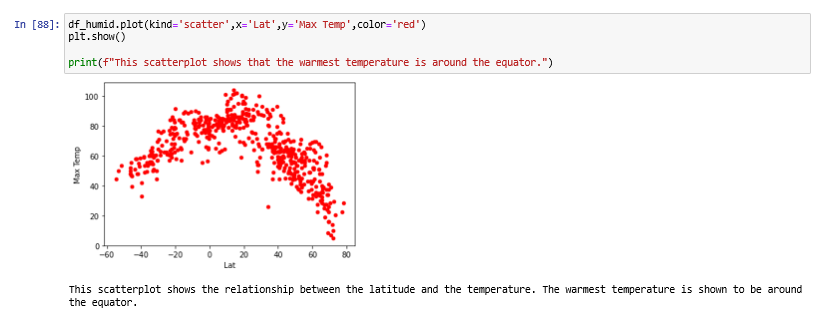 In [88]: df_humid.plot(kind='scatter',x='Lat',y='Max Temp',color='red')
plt.show()
print(f"This scatterplot shows that the warmest temperature is around the equator.")
100
80
60
40
20
0
Max Temp
-60 -40 -20 0 20 40 60 80
Lat
This scatterplot shows the relationship between the latitude and the temperature. The warmest temperature is shown to be around
the equator.